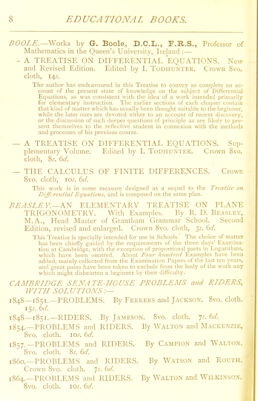 8 EDUCATIONAL BOOKS.
BOOLE.—Works by G. Boole, D.C.L., F.R.S., Professor of
Mathematics in the Queen's University, Ireland :—
— A TREATISE ON DIFFERENTIAL EQUATIONS. New
and Revised Edition. Edited by I. TODHUNTER. Crown 8vo.
cloth, 14s.
The author has endeavoured in this Treatise to convey as complete an ac-
count of the present state of knowledge on the subject of Differential
Equations, as was consistent with the idea of a work intended primarily
for elementary instruction. The earlier sections of each chapter contain
that kind of matter which has usually been thought suitable to the beginner,
while the later ones are devoted either to an account of recent discovery,
or the discussion of such deeper questions of principle as are likely to pre-
sent themselves to the reflective student in connexion with the methods
and processes of his previous course.
— A TREATISE ON DIFFERENTIAL EQUATIONS. Sup-
plementary Volume. Edited by I. TODHUNTER. Crown 8vo.
cloth, 8s. 6d.
— THE CALCULUS OF FINITE DIFFERENCES. Crown
8vo. cloth, 10s. 6d.
This work is in some measure designed as a sequel to the Treatise on
Differential Equations, and is composed on the same plan.
BEASLEY.—AN ELEMENTARY TREATISE ON PLANE
TRIGONOMETRY. With Examples. By R. D. BEASLEY,
M.A., Head Master of Grantham Grammar School. Second
Edition, revised and enlarged. Crown 8vo. cloth, 3s. 6d.
This Treatise is specially intended for use in Schools. The choice of matter
has been chiefly guided by the requirements of the three days' Examina-
tion at Cambridge, with the exception of proportional parts in Logarithms,
which have been omitted. About Four hundred Examples have been
added, mainly collected from the Examination Papers of the last ten years,
and great pains have been taken to exclude from the body of the work any
which might dishearten a beginner by their difficulty.
CAMBRIDGE SENATE-HOUSE PROBLEMS and RIDERS,
WITH SOLUTIONS:—
1848—1851.—PROBLEMS. By FERRERS and JACKSON. 8vo. cloth.
15s. 6d.
1848—1851.—RIDERS. By JAMESON. 8vo. cloth. 7s. 6d.
1854.—PROBLEMS and RIDERS. By WALTON and MACKENZIE,
8vo. cloth. 10s. 6d.
1857.—PROBLEMS and RIDERS. By CAMPION and WALTON.
8vo. cloth. 8s. 6d.
1860.—PROBLEMS and RIDERS. By WATSON and ROUTH.
Crown 8vo. cloth. 7s. 6d.
1864.—PROBLEMS and RIDERS. By WALTON and WILKINSON.
8vo. cloth. 10s. 6d.